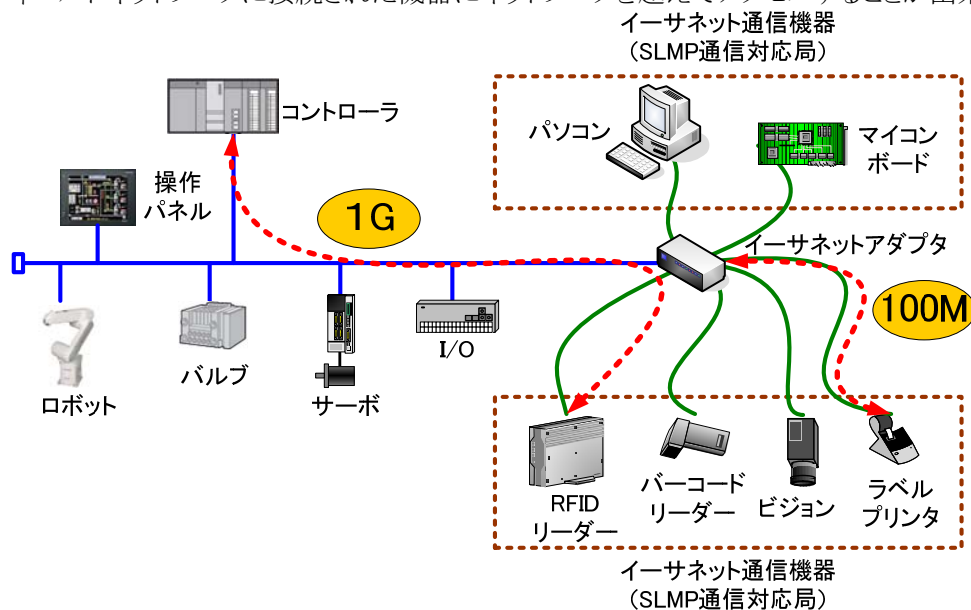 イーサネット通信機器
(SLMP通信対応局)
コントローラ
パソコン
マイコン
ボード
操作
パネル
1G
イーサネットアダプタ
100M
I/O
バルブ
ロボット
サーボ
RFID
リーダー
バーコード
リーダー
ビジョン
ラベル
プリンタ
イーサネット通信機器
(SLMP通信対応局)